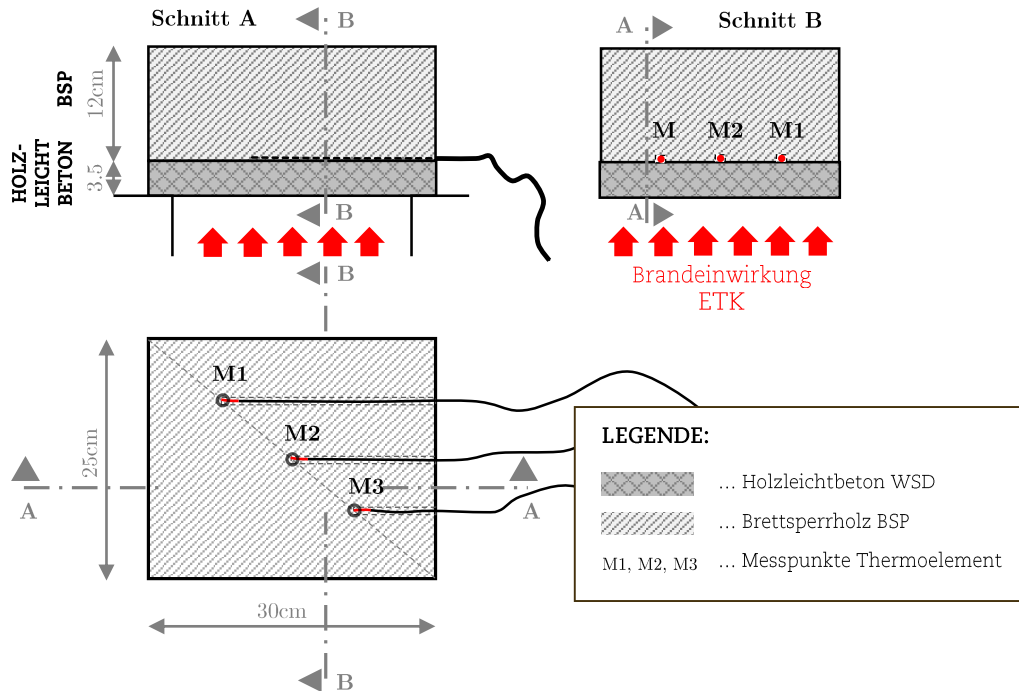 Schnitt A
B
A
Schnitt B
BSP
12cm
HOLZ-
LEICHT
BETON
3.5
M
M2
M1
B
A
B
Brandeinwirkung
ETK
M1
M2
M3
25cm
A
A
30cm
B
LEGENDE:
... Holzleichtbeton WSD
... Brettsperrholz BSP
M1, M2, M3 ... Messpunkte Thermoelement